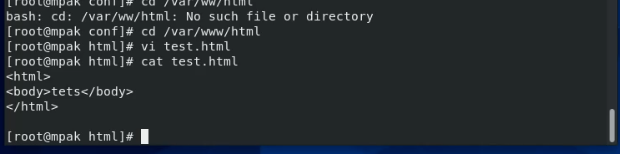 [root@mpak conf]# cd /var/ww/html
bash: cd: /var/ww/html: No such file or directory
[root@mpak conf]# cd /var/www/html
[root@mpak html]# vi test.html
[root@mpak html]# cat test.html
<html>
<body>tets</body>
</html>
[root@mpak html]#